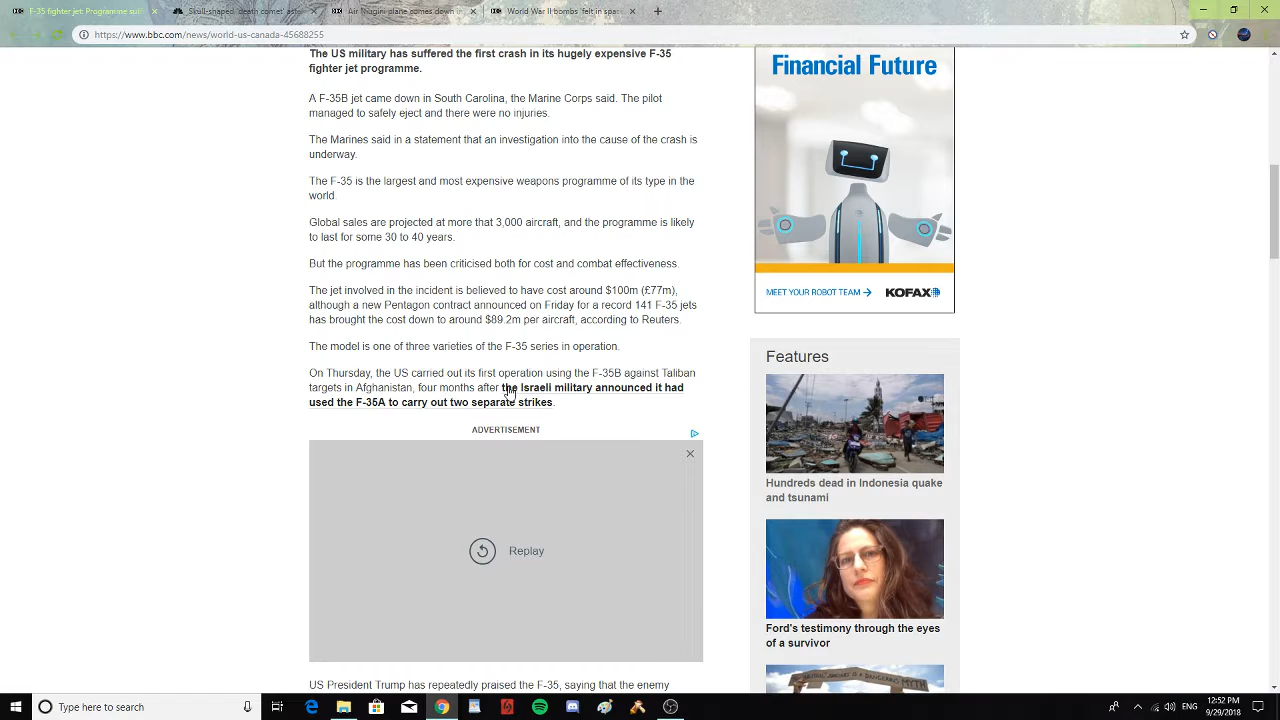 F-35 fighter jet: Programme suf
Skull-shaped 'death comet' aste
Air Niugini plane comes down in
World War II bombs 'felt in spac
https://www.bbc.com/news/world-us-canada-45688255
The US military has suffered the first crash in its hugely expensive F-35
fighter jet programme.
A F-35B jet came down in South Carolina, the Marine Corps said. The pilot
managed to safely eject and there were no injuries.
The Marines said in a statement that an investigation into the cause of the crash is
underway.
The F-35 is the largest and most expensive weapons programme of its type in the
world.
Global sales are projected at more that 3,000 aircraft, and the programme is likely
to last for some 30 to 40 years.
But the programme has been criticised both for cost and combat effectiveness.
The jet involved in the incident is believed to have cost around $100m (£77m),
although a new Pentagon contract announced on Friday for a record 141 F-35 jets
has brought the cost down to around $89.2m per aircraft, according to Reuters.
The model is one of three varieties of the F-35 series in operation.
On Thursday, the US carried out its first operation using the F-35B against Taliban
targets in Afghanistan, four months after the Israeli military announced it had
used the F-35A to carry out two separate strikes.
ADVERTISEMENT
Replay
US President Trump has repeatedly praised the F-35, saying that the enemy
Financial Future
MEET YOUR ROBOT TEAM
KOFAX
Features
Hundreds dead in Indonesia quake
and tsunami
Ford's testimony through the eyes
of a survivor
Type here to search
ENG
12:52 PM
9/29/2018